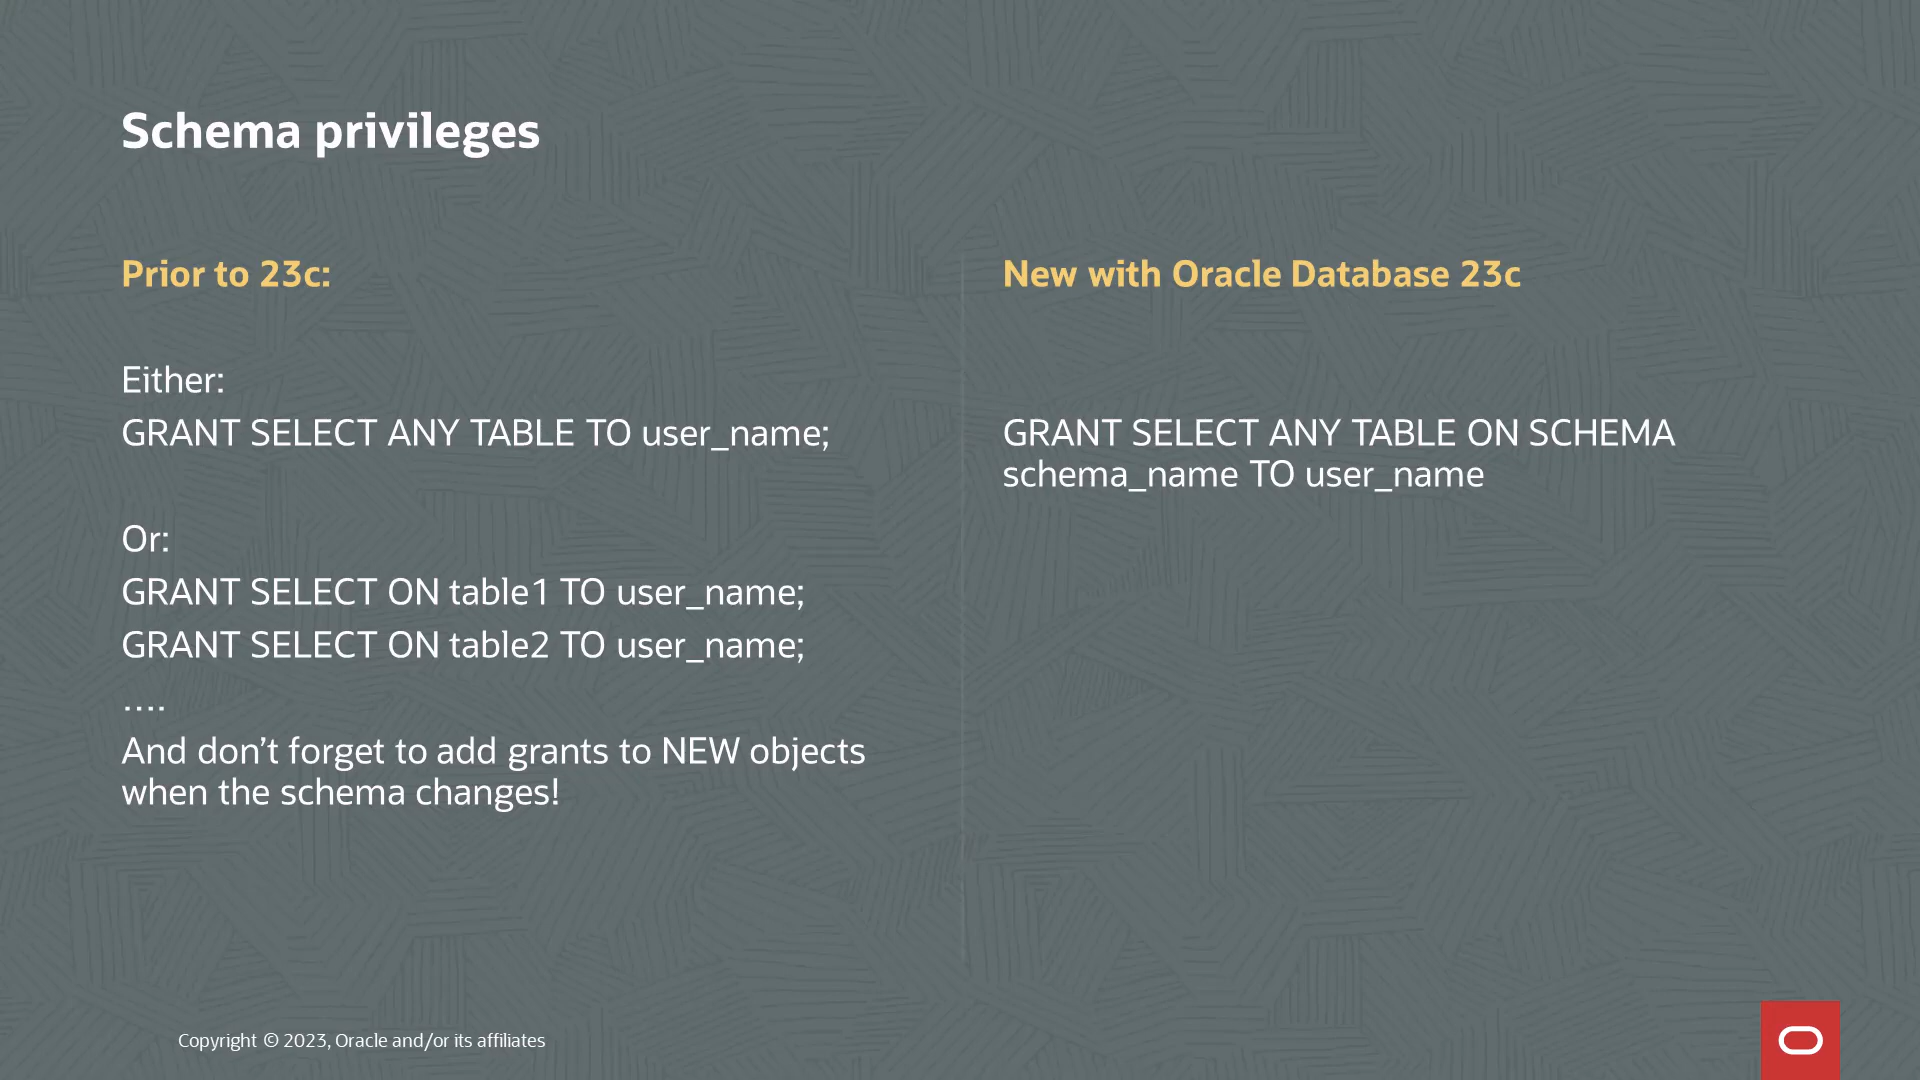 Schema privileges
Prior to 23c:
Either:
GRANT SELECT ANY TABLE TO user_name;
Or:
GRANT SELECT ON table1 TO user_name;
GRANT SELECT ON table2 TO user_name;
....
And don’t forget to add grants to NEW objects
when the schema changes!
New with Oracle Database 23c
GRANT SELECT ANY TABLE ON SCHEMA
schema_name TO user_name
Copyright © 2023, Oracle and/or its affiliates